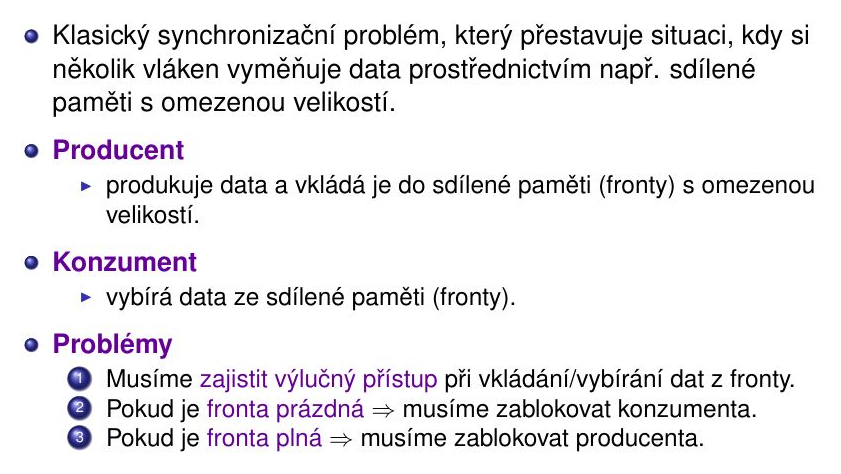 Klasický synchronizační problém, který přestavuje situaci, kdy si
několik vláken vyměňuje data prostřednictvím např. sdílené
paměti s omezenou velikostí.
Producent
produkuje data a vkládá je do sdílené paměti (fronty) s omezenou
velikostí.
Konzument
vybírá data ze sdílené paměti (fronty).
Problémy
1 Musíme zajistit výlučný přístup při vkládání/vybírání dat z fronty.
2 Pokud je fronta prázdná ⇒ musíme zablokovat konzumenta.
3 Pokud je fronta plná ⇒ musíme zablokovat producenta.